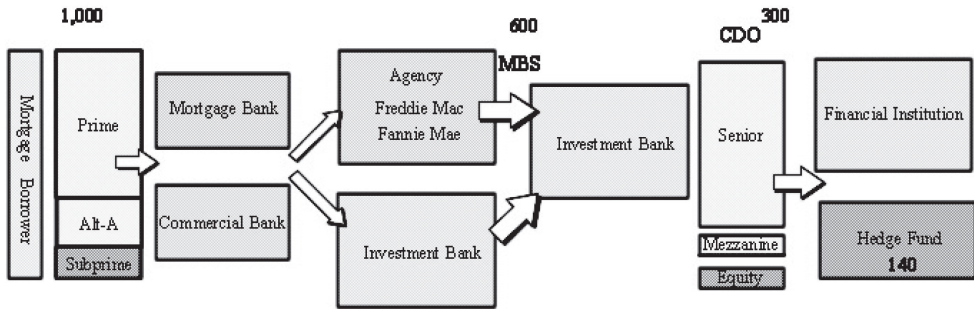 1,000
600
300
MBS
CDO
Mortgage Borrower
Prime
Alt-A
Subprime
Mortgage Bank
Commercial Bank
Agency
Freddie Mac
Fannie Mae
Investment Bank
Investment Bank
Senior
Mezzanine
Equity
Financial Institution
Hedge Fund
140